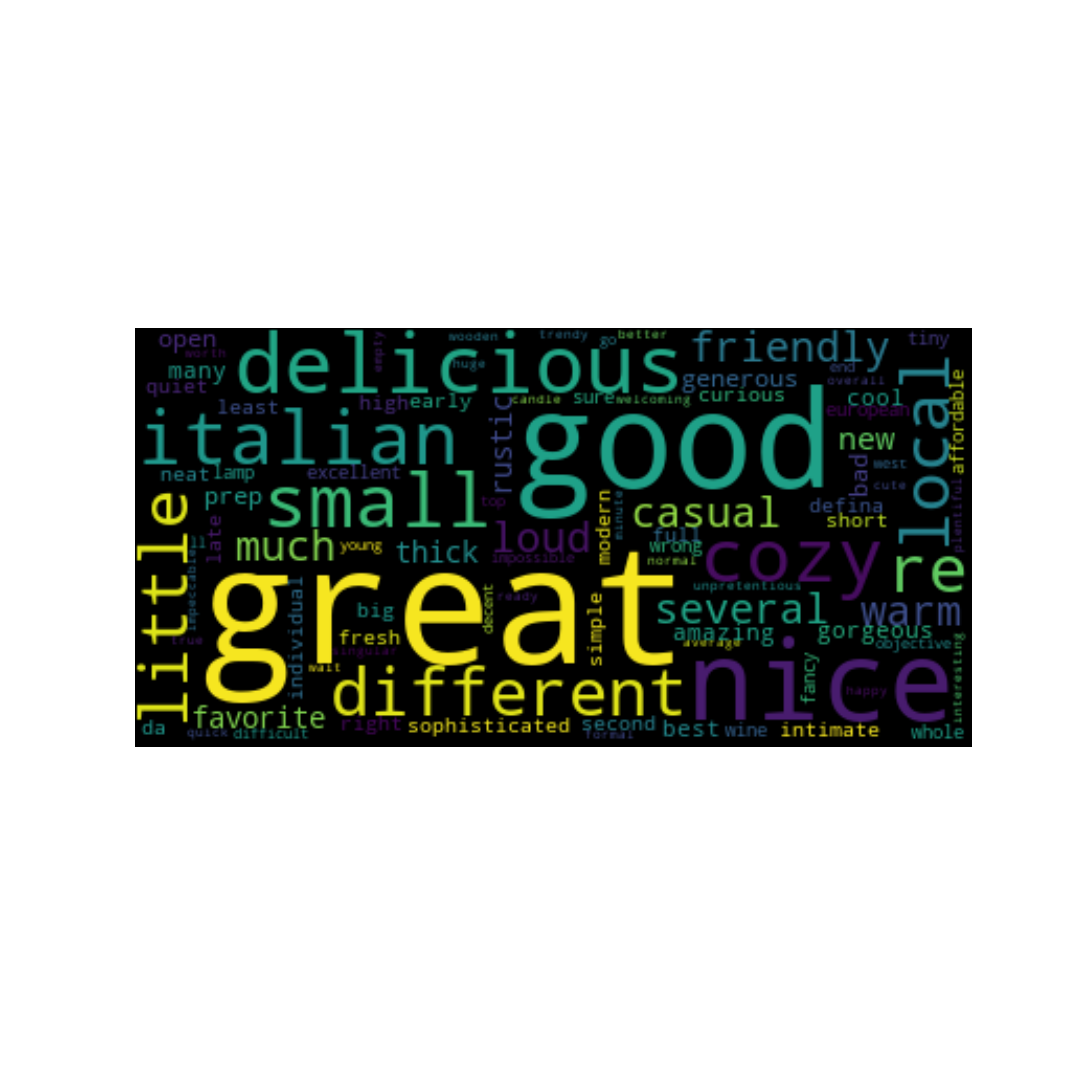 open
worth
many
quiet
delicious
empty
wooden
huge
trendy
go
better
friendly
tiny
generous
end
overall
local
affordable
least
high
early
rustic
candle
sure
welcoming
curious
cool
european
italian
good
new
neat
lamp
excellent
bad
west
cute
prep
small
top
minute
modern
casual
defina
short
plentiful
little
late
ll
impeccable
much
young
thick
loud
impossible
full
wrong
normal
cozy
re
great
individual
big
decent
ready
simple
unpretentious
several
warm
true
fresh
singular
wait
amazing
average
gorgeous
objective
interesting
different
nice
fancy
happy
favorite
da
quick
difficult
right
sophisticated
second
formal
best
wine
intimate
whole